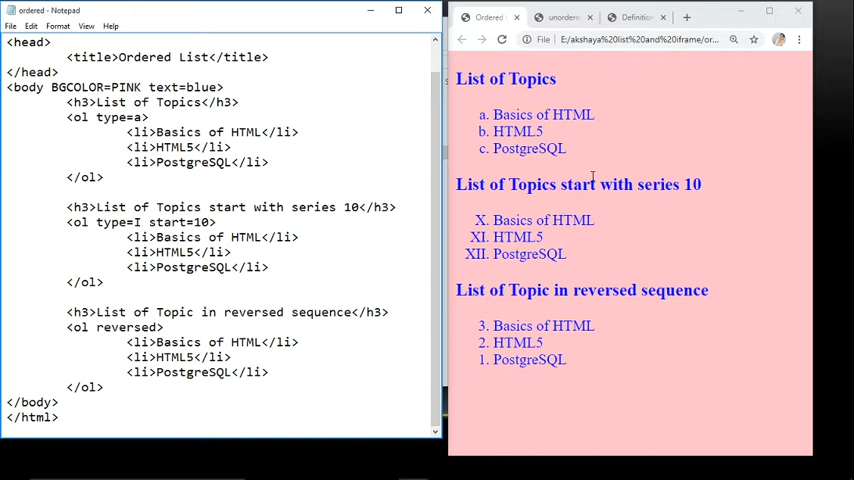 ordered - Notepad
File Edit Format View Help
<head>
<title>Ordered List</title>
</head>
<body BGCOLOR=PINK text=blue>
<h3>List of Topics</h3>
<ol type=a>
<li>Basics of HTML</li>
<li>HTML5</li>
<li>PostgreSQL</li>
</ol>
<h3>List of Topics start with series 10</h3>
<ol type=I start=10>
<li>Basics of HTML</li>
<li>HTML5</li>
<li>PostgreSQL</li>
</ol>
<h3>List of Topic in reversed sequence</h3>
<ol reversed>
<li>Basics of HTML</li>
<li>HTML5</li>
<li>PostgreSQL</li>
</ol>
</body>
</html>
Ordered unordere Definition
File E:/akshaya%20list%20and%20iframe/or...
List of Topics
a. Basics of HTML
b. HTML5
c. PostgreSQL
List of Topics start with series 10
X. Basics of HTML
XI. HTML5
XII. PostgreSQL
List of Topic in reversed sequence
3. Basics of HTML
2. HTML5
1. PostgreSQL